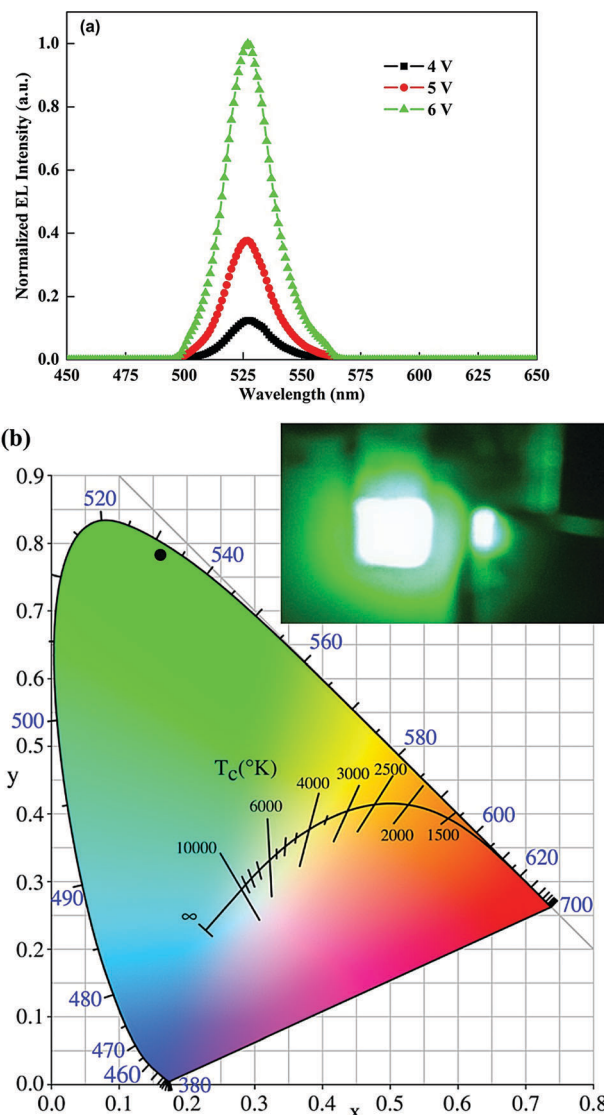 (a)
4 V
5 V
6 V
Normalized EL Intensity (a.u.)
1.0
0.8
0.6
0.4
0.2
0.0
450 475 500 525 550 575 600 625 650
Wavelength (nm)
(b)
0.9
0.8
0.7
0.6
0.5
0.4
0.3
0.2
0.1
0.0
y
520
540
560
500
580
T_c(°K)
4000 3000 2500
6000
600
2000 1500
10000
620
490
∞
700
480
470
460
380
0.0 0.1 0.2 0.3 0.4 0.5 0.6 0.7 0.8
x